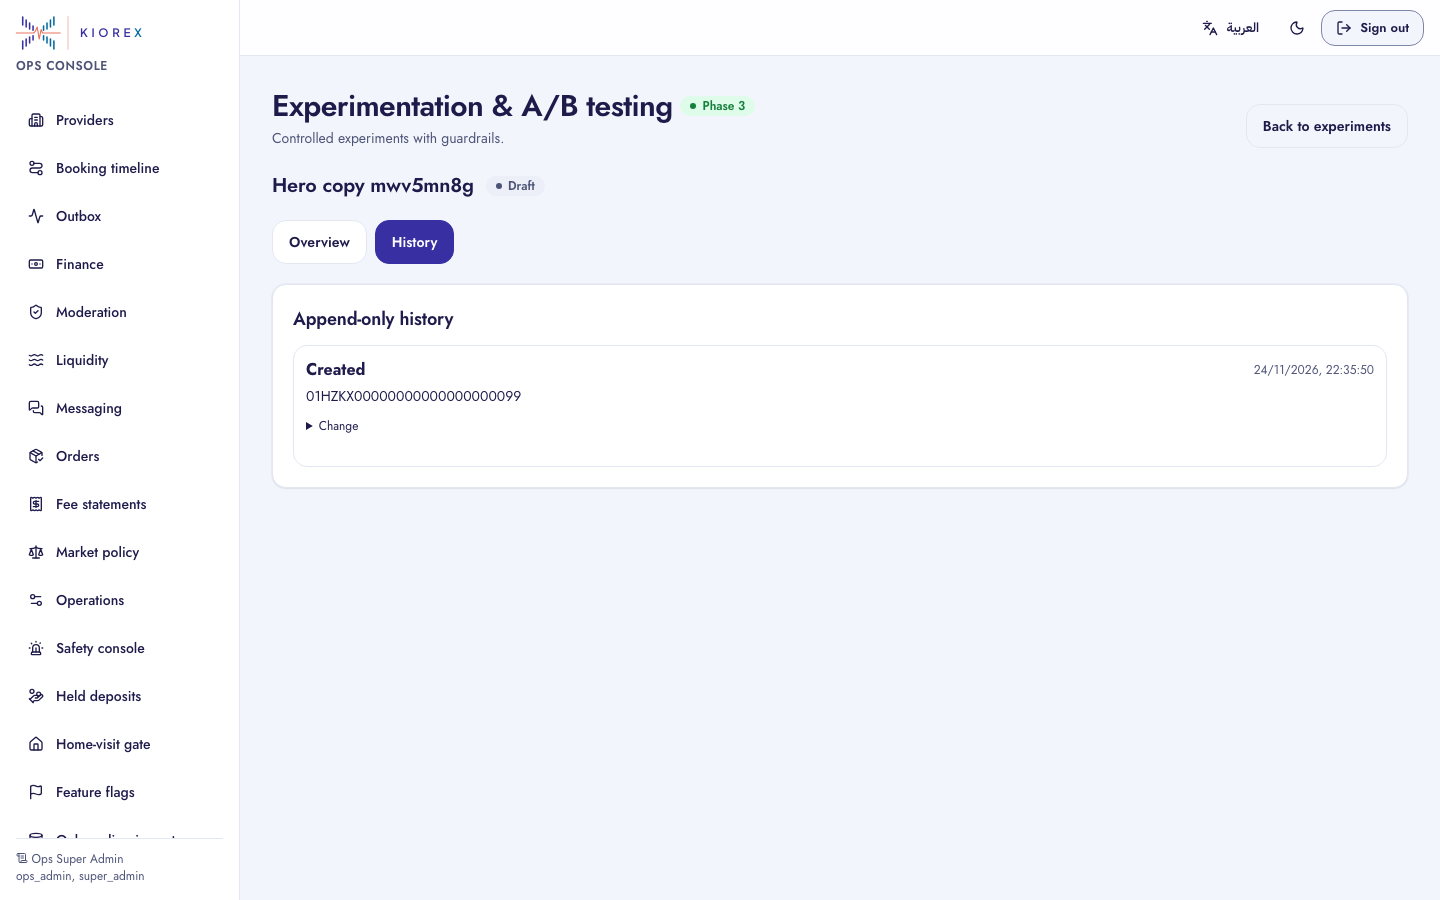 KIOREX
OPS CONSOLE
Providers
Booking timeline
Outbox
Finance
Moderation
Liquidity
Messaging
Orders
Fee statements
Market policy
Operations
Safety console
Held deposits
Home-visit gate
Feature flags
Ops Super Admin
ops_admin, super_admin
العربية
Sign out
Experimentation & A/B testing
Phase 3
Controlled experiments with guardrails.
Back to experiments
Hero copy mwv5mn8g
Draft
Overview
History
Append-only history
Created
24/11/2026, 22:35:50
01HZKX00000000000000000099
Change